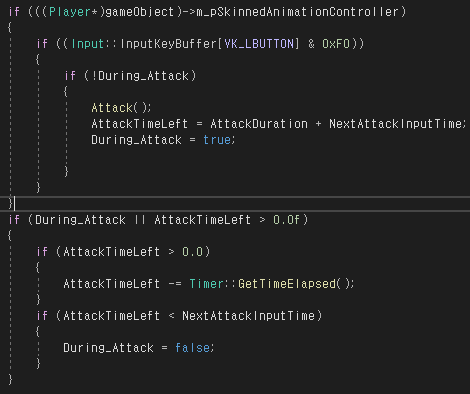 if (((Player*)gameObject)->m_pSkinnedAnimationController)
{
if ((Input::InputKeyBuffer[VK_LBUTTON] & 0xF0))
{
if (!During_Attack)
{
Attack();
AttackTimeLeft = AttackDuration + NextAttackInputTime;
During_Attack = true;
}
}
}
if (During_Attack || AttackTimeLeft > 0.0f)
{
if (AttackTimeLeft > 0.0)
{
AttackTimeLeft -= Timer::GetTimeElapsed();
}
if (AttackTimeLeft < NextAttackInputTime)
{
During_Attack = false;
}
}